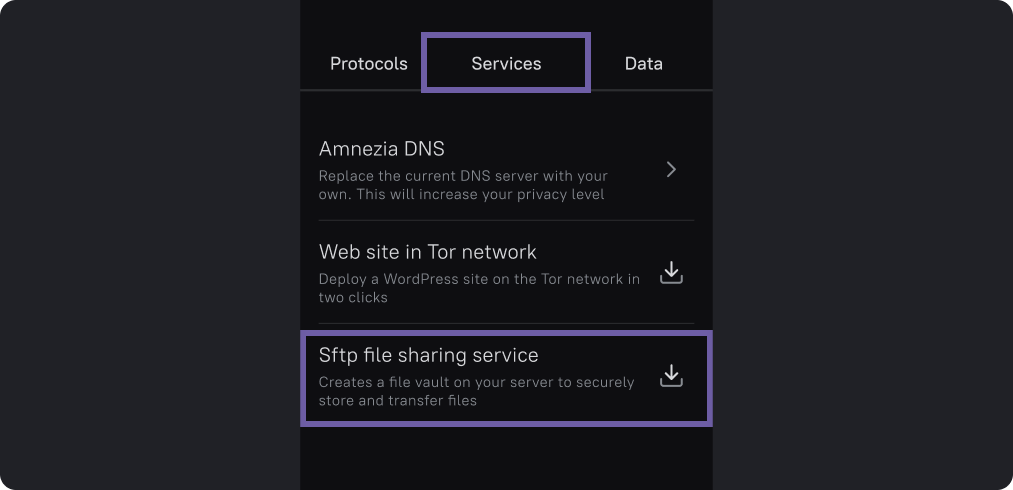 Protocols Services Data
Amnezia DNS
Replace the current DNS server with your
own. This will increase your privacy level
Web site in Tor network
Deploy a WordPress site on the Tor network in
two clicks
Sftp file sharing service
Creates a file vault on your server to securely
store and transfer files